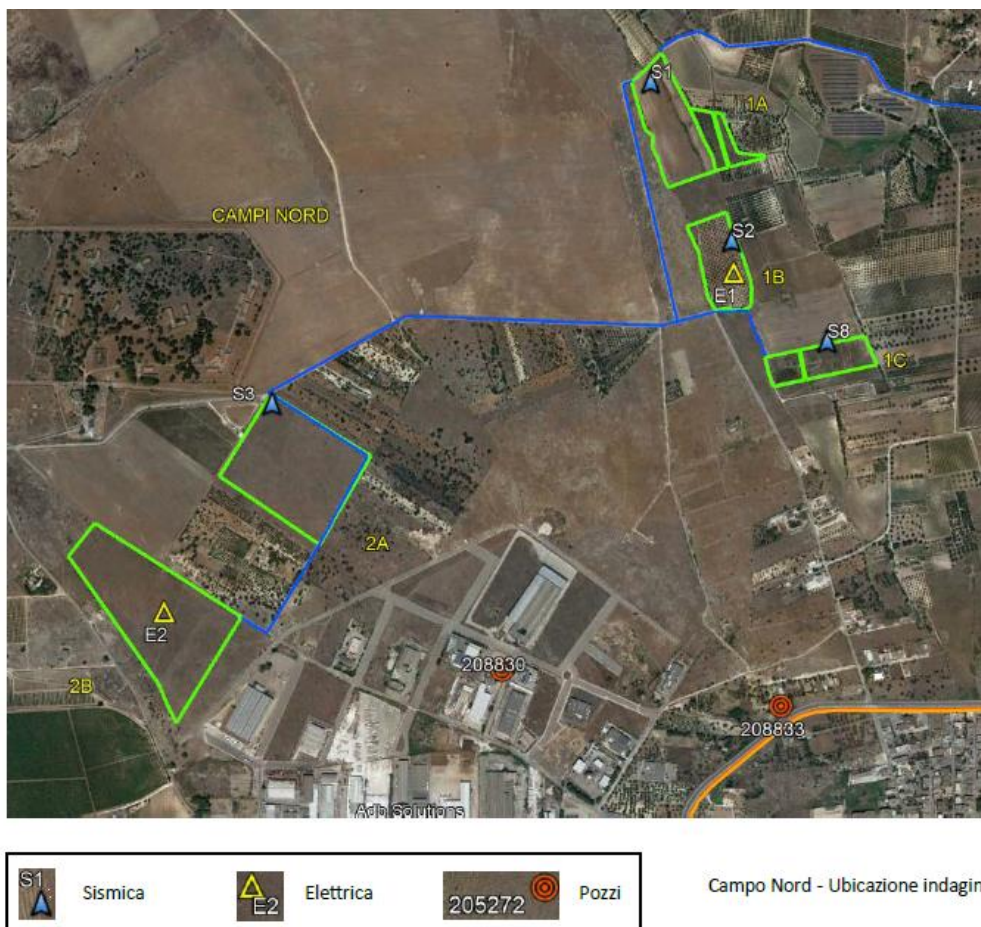 S1
1A
CAMPI NORD
S2
1B
E1
S8
1C
S3
2A
E2
208830
2B
208833
Adb Solutions
S1
Sismica
E2
Elettrica
205272
Pozzi
Campo Nord - Ubicazione indagin